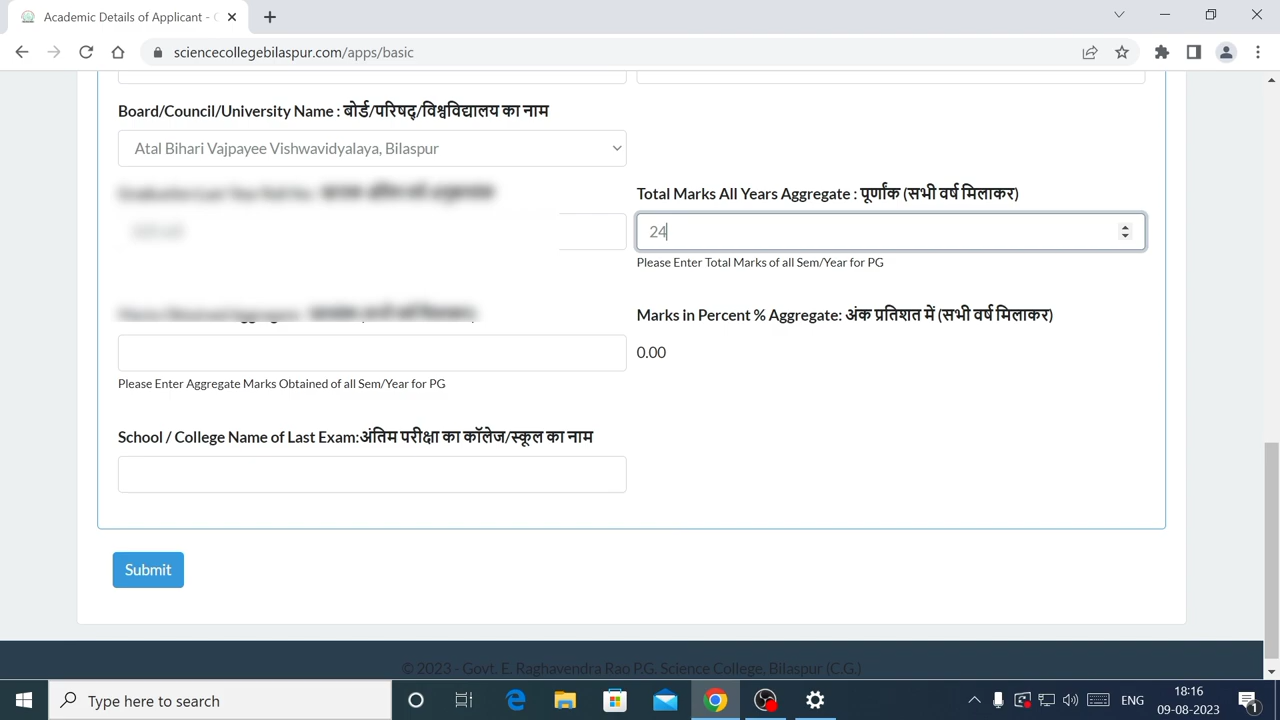 Academic Details of Applicant -
sciencecollegebilaspur.com/apps/basic
Board/Council/University Name : बोर्ड/परिषद्/विश्वविद्यालय का नाम
Atal Bihari Vajpayee Vishwavidyalaya, Bilaspur
Total Marks All Years Aggregate : पूर्णांक (सभी वर्ष मिलाकर)
24
Please Enter Total Marks of all Sem/Year for PG
Marks in Percent % Aggregate: अंक प्रतिशत में (सभी वर्ष मिलाकर)
0.00
Please Enter Aggregate Marks Obtained of all Sem/Year for PG
School / College Name of Last Exam:अंतिम परीक्षा का कॉलेज/स्कूल का नाम
Submit
© 2023 - Govt. E. Raghavendra Rao P.G. Science College, Bilaspur (C.G.)
Type here to search
ENG
18:16
09-08-2023
1